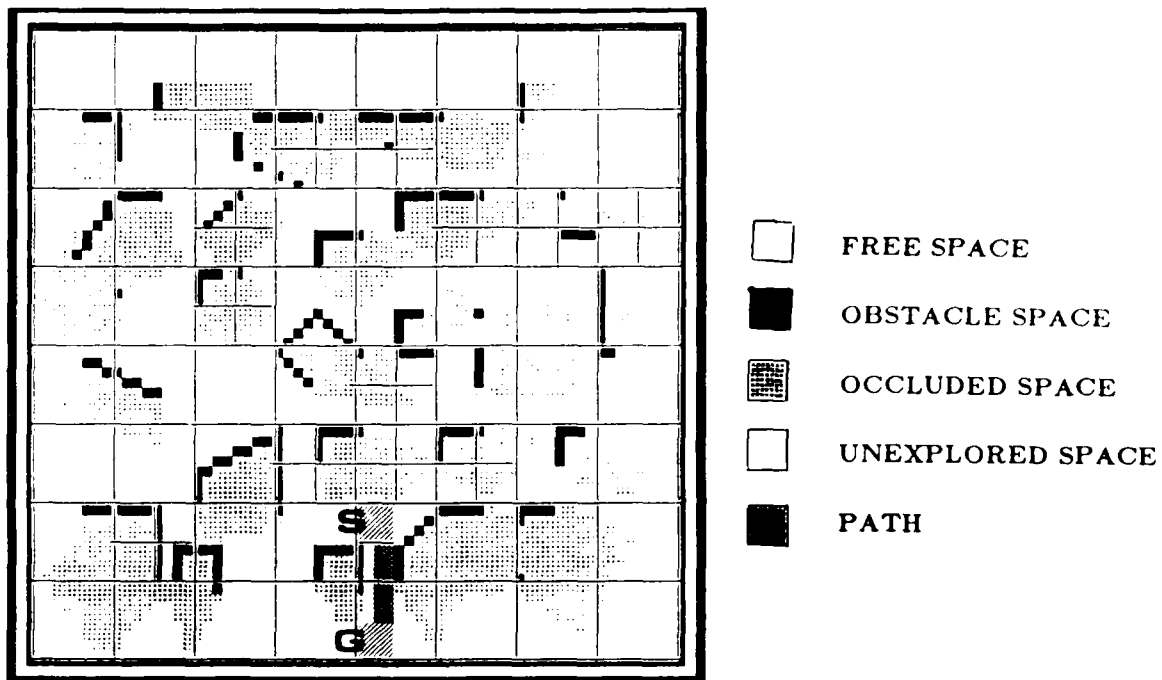 S
G
FREE SPACE
OBSTACLE SPACE
OCCLUDED SPACE
UNEXPLORED SPACE
PATH